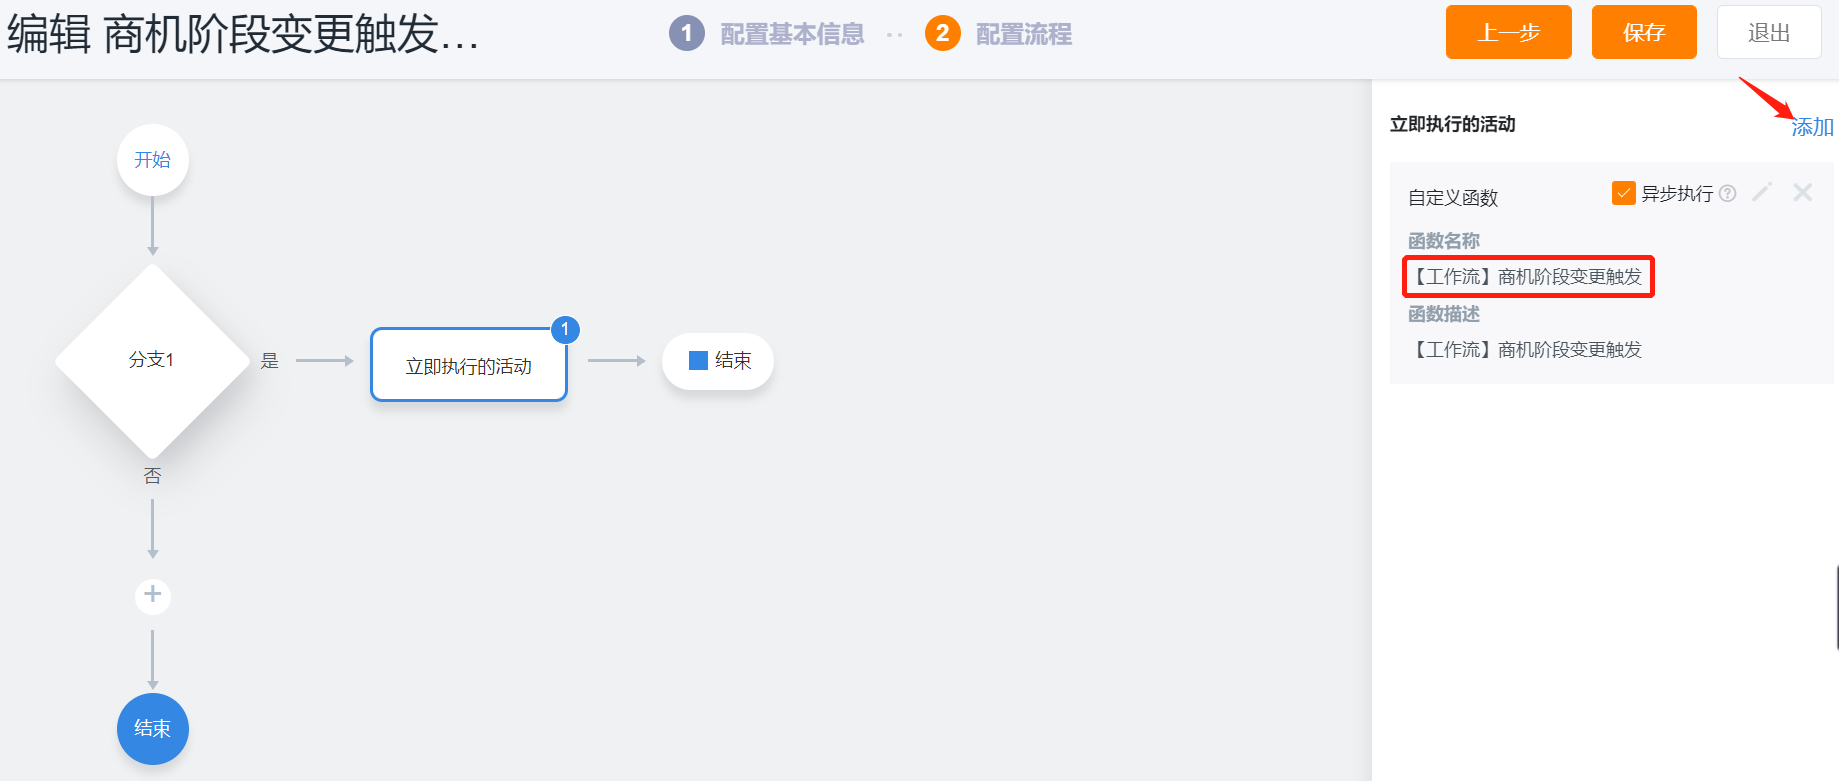 编辑 商机阶段变更触发...
1 配置基本信息 ·· 2 配置流程
上一步 保存 退出
开始
分支1
是
立即执行的活动
1
结束
否
+
结束
立即执行的活动
添加
自定义函数
异步执行
?
函数名称
【工作流】商机阶段变更触发
函数描述
【工作流】商机阶段变更触发